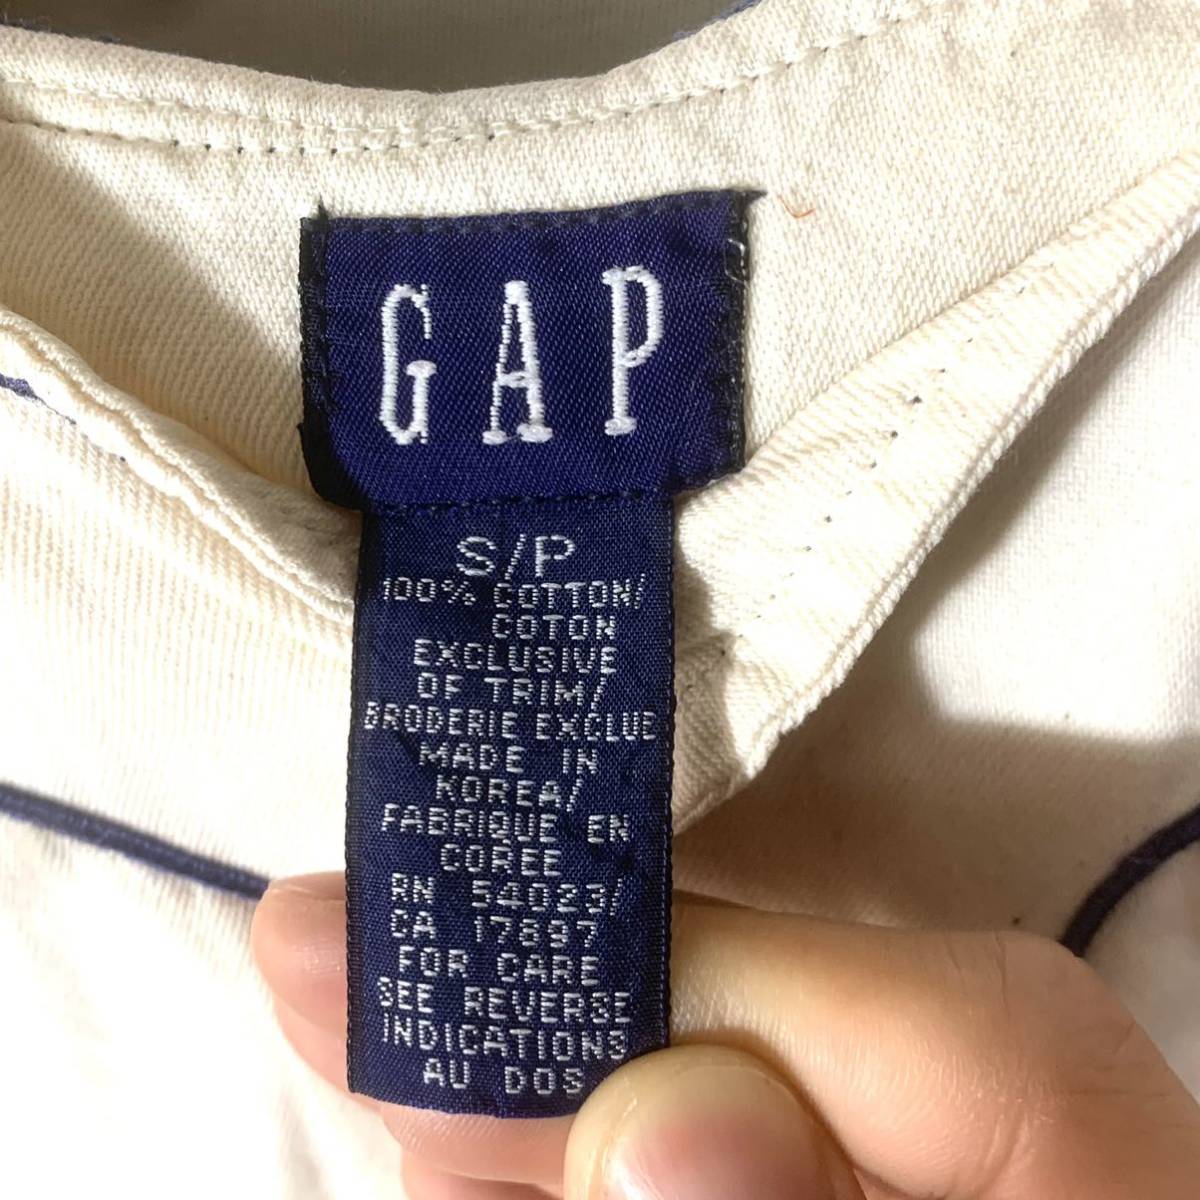 GAP
S/P
100% COTTON/
COTON
EXCLUSIVE
OF TRIM/
BRODERIE EXCLUE
MADE IN
KOREA/
FABRIQUE EN
COREE
RN 54023/
CA 17897
FOR CARE
SEE REVERSE
INDICATIONS
AU DOS